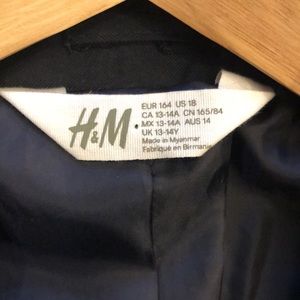 H&M
EUR 164 US 18
CA 13-14A CN 165/84
MX 13-14A AUS 14
UK 13-14Y
Made in Myanmar
Fabriqué en Birmanie